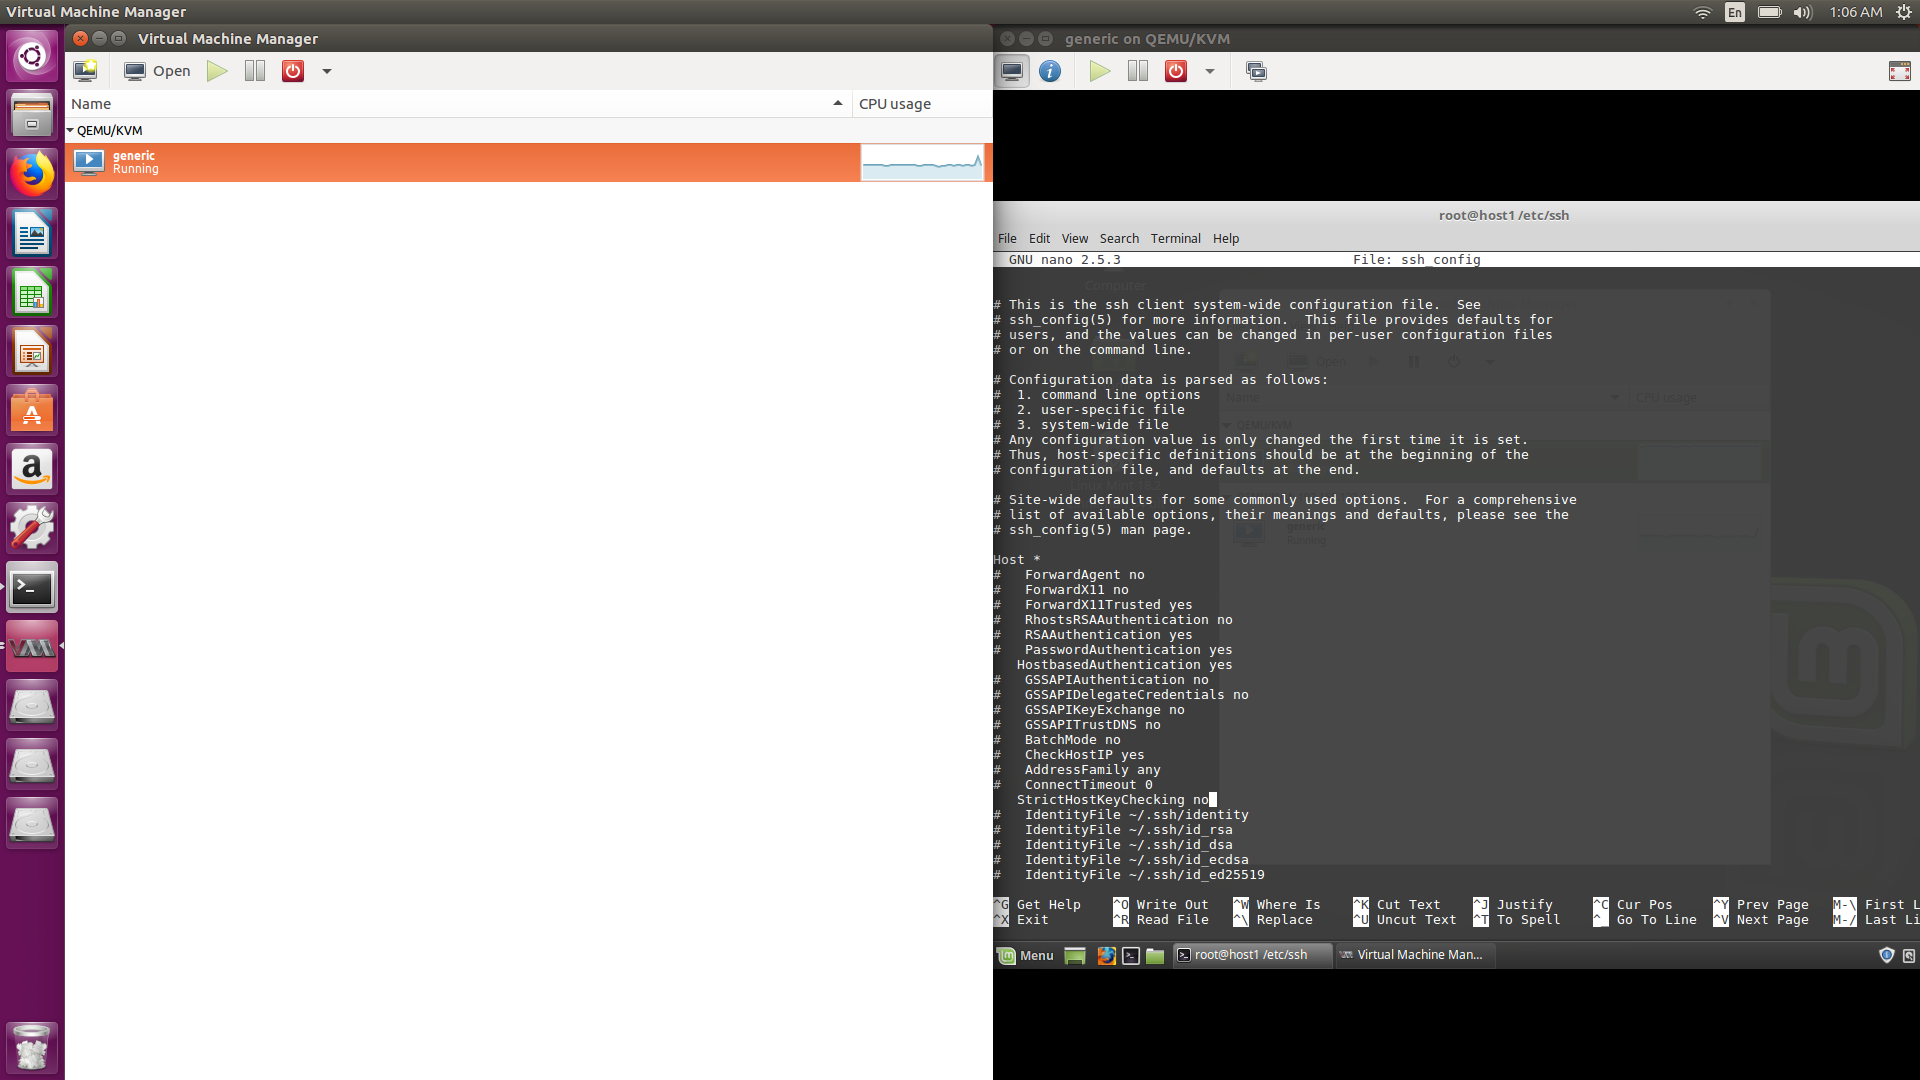 Virtual Machine Manager
En
1:06 AM
Virtual Machine Manager
Open
Name
CPU usage
QEMU/KVM
generic
Running
generic on QEMU/KVM
root@host1 /etc/ssh
File Edit View Search Terminal Help
GNU nano 2.5.3 File: ssh_config
# This is the ssh client system-wide configuration file.  See
# ssh_config(5) for more information.  This file provides defaults for
# users, and the values can be changed in per-user configuration files
# or on the command line.
# Configuration data is parsed as follows:
#  1. command line options
#  2. user-specific file
#  3. system-wide file
# Any configuration value is only changed the first time it is set.
# Thus, host-specific definitions should be at the beginning of the
# configuration file, and defaults at the end.
# Site-wide defaults for some commonly used options.  For a comprehensive
# list of available options, their meanings and defaults, please see the
# ssh_config(5) man page.
Host *
#   ForwardAgent no
#   ForwardX11 no
#   ForwardX11Trusted yes
#   RhostsRSAAuthentication no
#   RSAAuthentication yes
#   PasswordAuthentication yes
HostbasedAuthentication yes
#   GSSAPIAuthentication no
#   GSSAPIDelegateCredentials no
#   GSSAPIKeyExchange no
#   GSSAPITrustDNS no
#   BatchMode no
#   CheckHostIP yes
#   AddressFamily any
#   ConnectTimeout 0
StrictHostKeyChecking no
#   IdentityFile ~/.ssh/identity
#   IdentityFile ~/.ssh/id_rsa
#   IdentityFile ~/.ssh/id_dsa
#   IdentityFile ~/.ssh/id_ecdsa
#   IdentityFile ~/.ssh/id_ed25519
Computer
Open
Name
CPU usage
QEMU/KVM
generic
Running
^G Get Help ^O Write Out ^W Where Is ^K Cut Text ^J Justify ^C Cur Pos ^Y Prev Page M-\ First L
^X Exit ^R Read File ^\ Replace ^U Uncut Text ^T To Spell ^_ Go To Line ^V Next Page M-/ Last Li
Menu
root@host1 /etc/ssh
Virtual Machine Man...